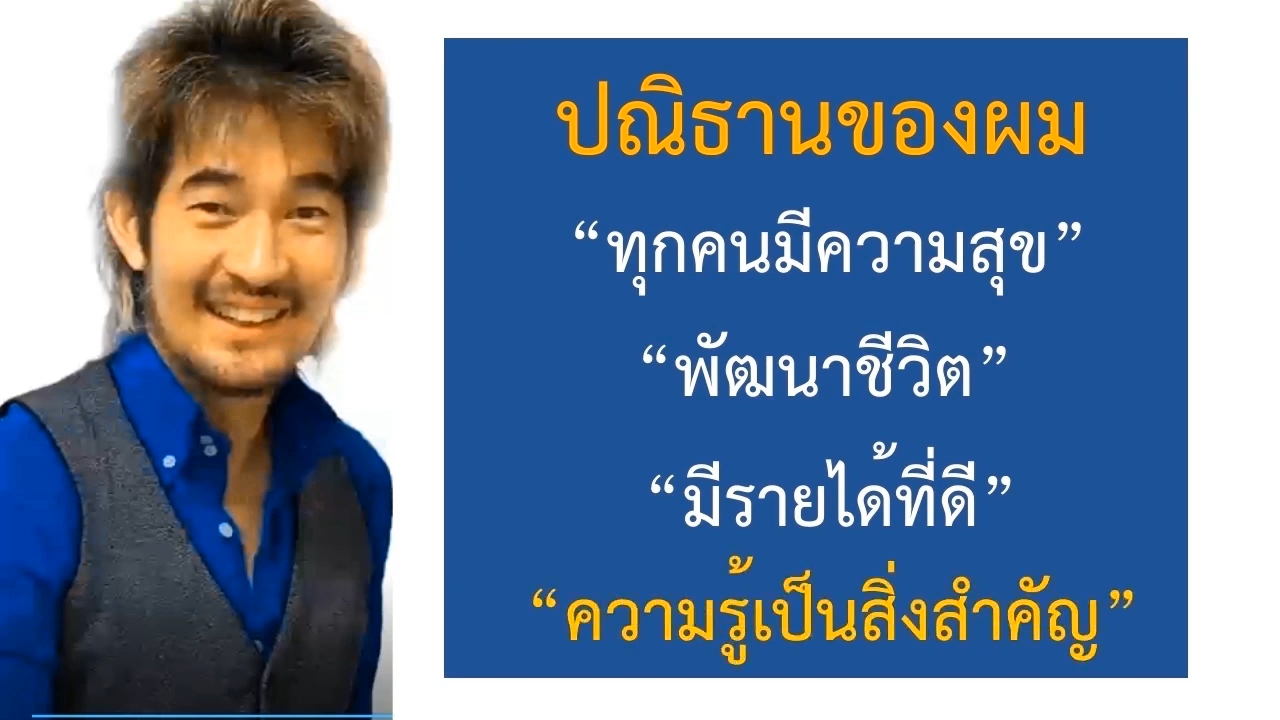 ปณิธานของผม
“ทุกคนมีความสุข”
“พัฒนาชีวิต”
“มีรายได้ที่ดี”
“ความรู้เป็นสิ่งสำคัญ”